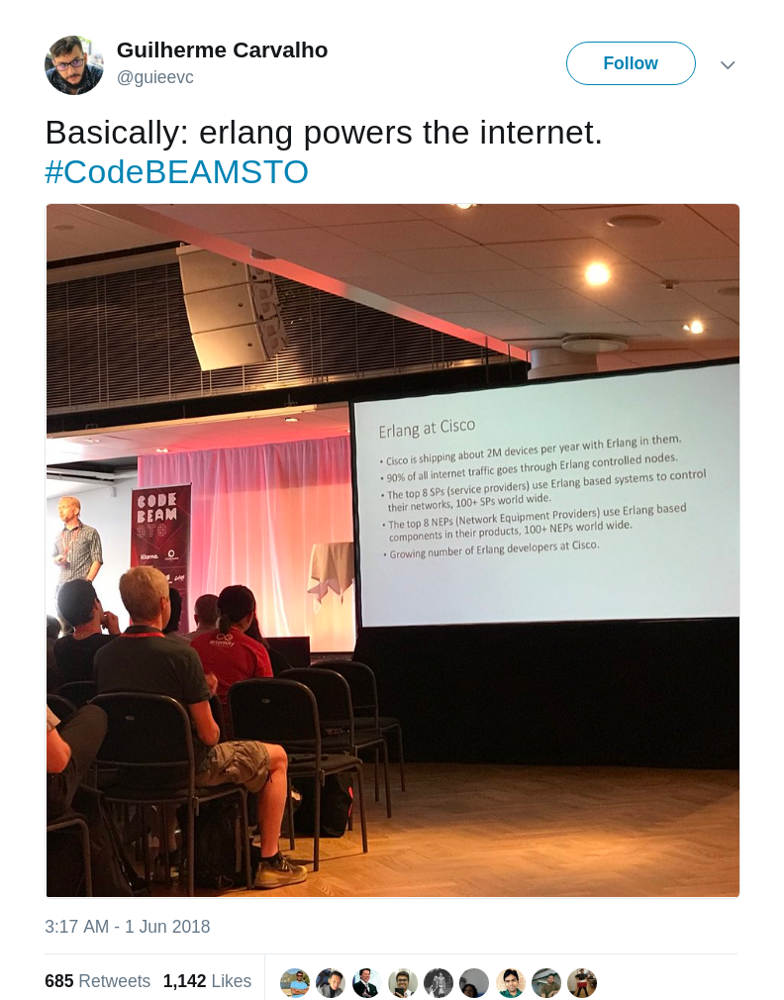 Guilherme Carvalho
@guieevc
Follow
Basically: erlang powers the internet.
#CodeBEAMSTO
Erlang at Cisco
• Cisco is shipping about 2M devices per year with Erlang in them.
• 90% of all internet traffic goes through Erlang controlled nodes.
• The top 8 SPs (service providers) use Erlang based systems to control
their networks, 100+ SPs world wide.
• The top 8 NEPs (Network Equipment Providers) use Erlang based
components in their products, 100+ NEPs world wide.
• Growing number of Erlang developers at Cisco.
CODE
BEAM
STO
Klarna.
3:17 AM - 1 Jun 2018
685 Retweets 1,142 Likes